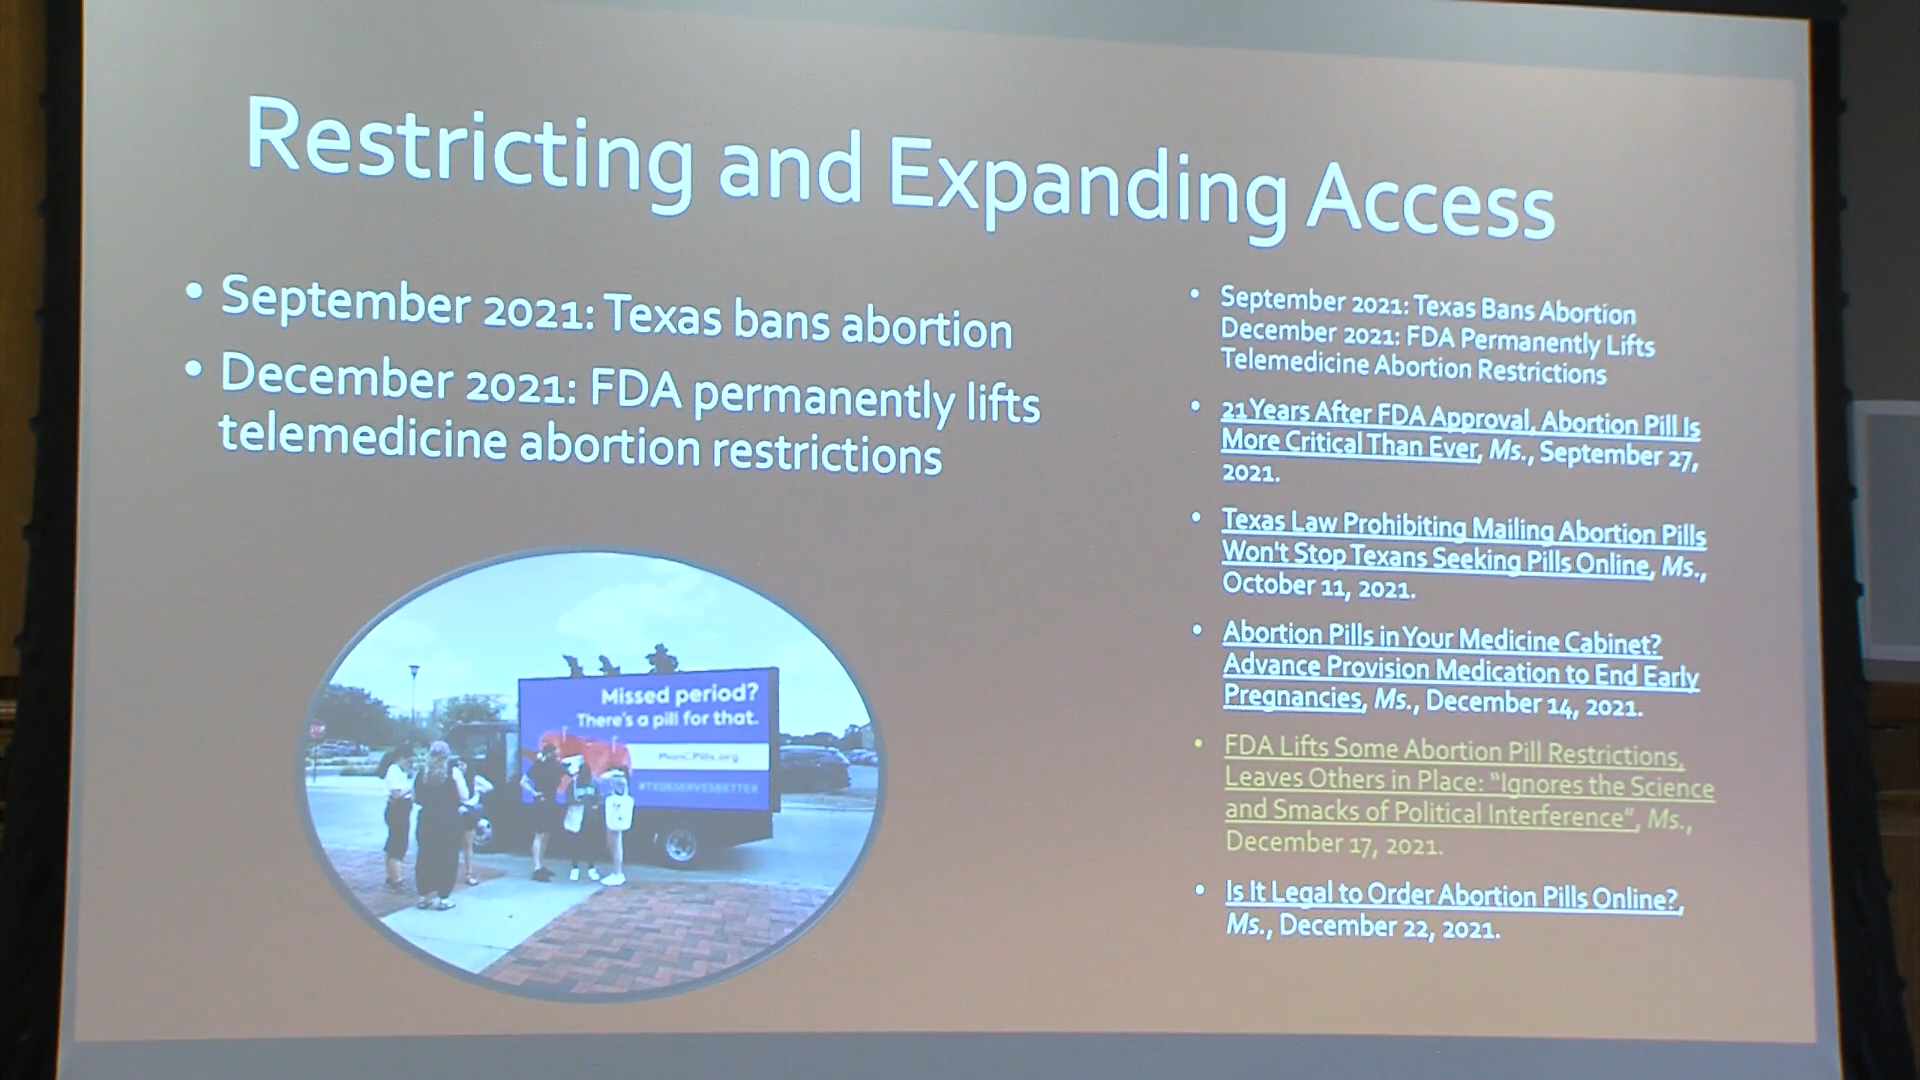 Restricting and Expanding Access
• September 2021: Texas bans abortion
• December 2021: FDA permanently lifts
telemedicine abortion restrictions
Missed period?
There's a pill for that.
PlanCPills.org
#TXDESERVESBETTER
• September 2021: Texas Bans Abortion
December 2021: FDA Permanently Lifts
Telemedicine Abortion Restrictions
• 21 Years After FDA Approval, Abortion Pill Is
More Critical Than Ever, Ms., September 27,
2021.
• Texas Law Prohibiting Mailing Abortion Pills
Won't Stop Texans Seeking Pills Online, Ms.,
October 11, 2021.
• Abortion Pills in Your Medicine Cabinet?
Advance Provision Medication to End Early
Pregnancies, Ms., December 14, 2021.
• FDA Lifts Some Abortion Pill Restrictions,
Leaves Others in Place: “Ignores the Science
and Smacks of Political Interference”, Ms.,
December 17, 2021.
• Is It Legal to Order Abortion Pills Online?,
Ms., December 22, 2021.